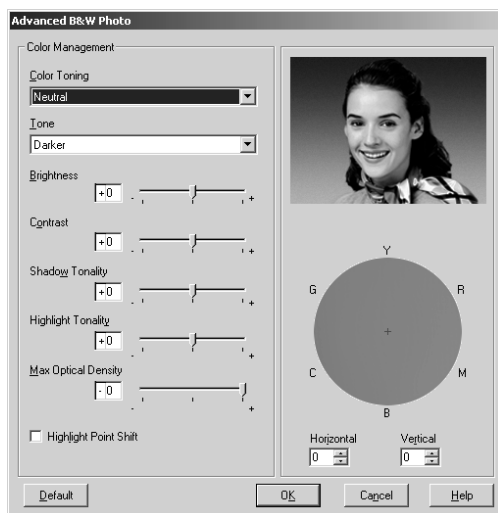 Advanced B&W Photo
Color Management
Color Toning
Neutral
Tone
Darker
Brightness
+0
- +
Contrast
+0
- +
Shadow Tonality
+0
- +
Highlight Tonality
+0
- +
Max Optical Density
-0
- +
Highlight Point Shift
Y
G R
C M
B
Horizontal Vertical
0 0
Default OK Cancel Help